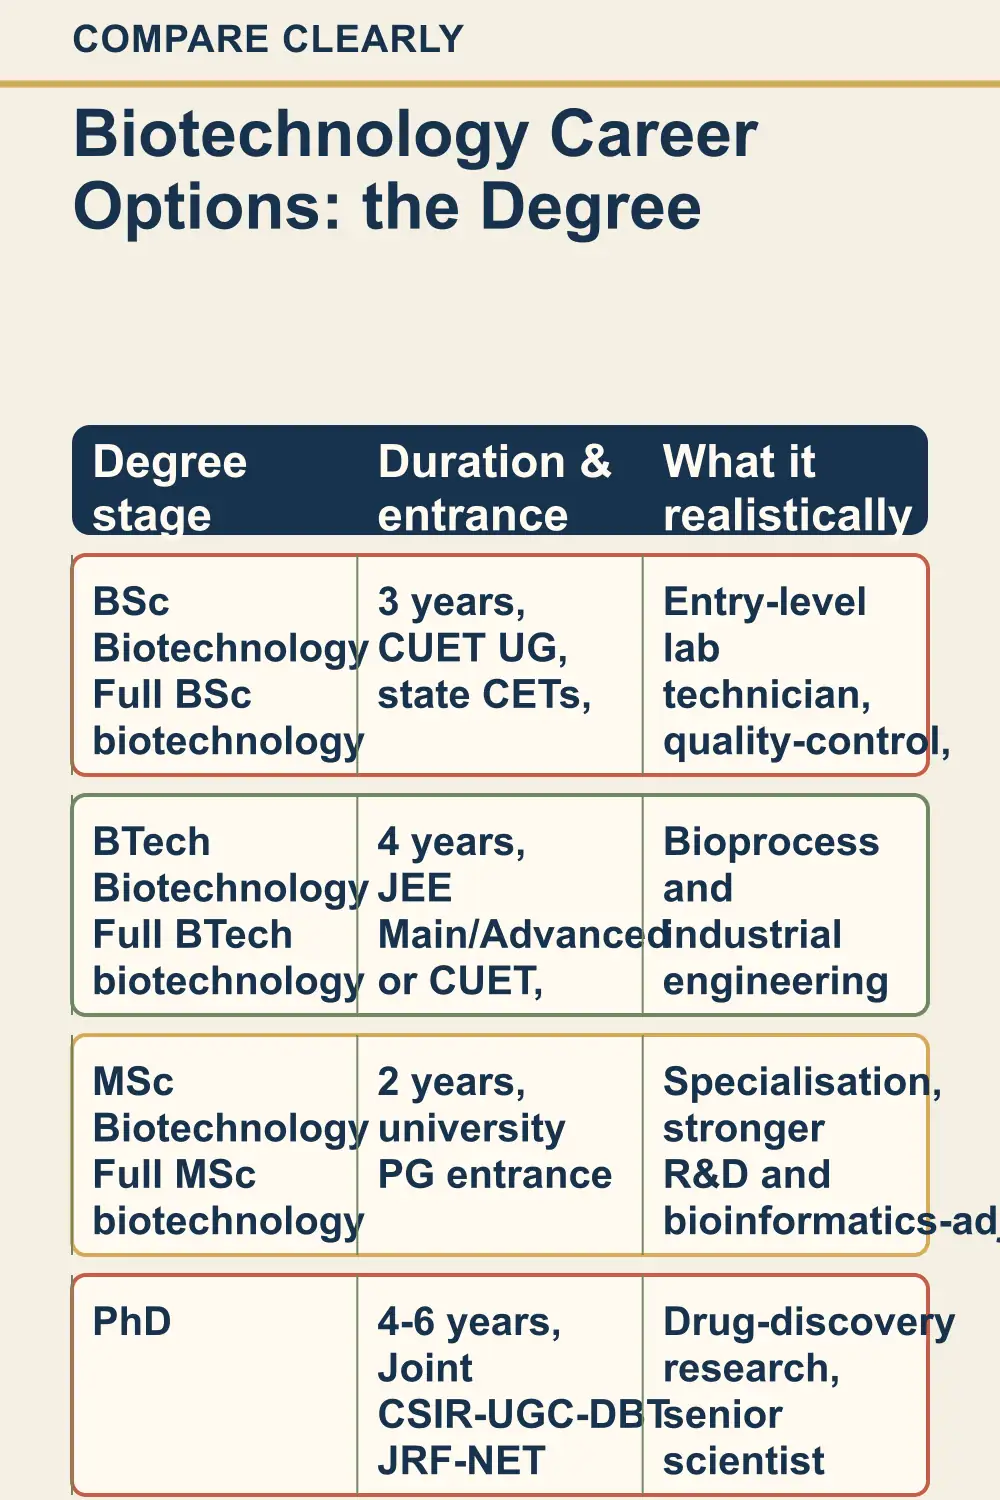 COMPARE CLEARLY
Biotechnology Career
Options: the Degree
Degree
stage
Duration &
entrance
What it
realistically
BSc
Biotechnology
Full BSc
biotechnology
3 years,
CUET UG,
state CETs,
Entry-level
lab
technician,
quality-control,
BTech
Biotechnology
Full BTech
biotechnology
4 years,
JEE
Main/Advanced
or CUET,
Bioprocess
and
industrial
engineering
MSc
Biotechnology
Full MSc
biotechnology
2 years,
university
PG entrance
Specialisation,
stronger
R&D and
PhD
4-6 years,
Joint
CSIR-UGC-DBT
JRF-NET
Drug-discovery
research,
senior
scientist